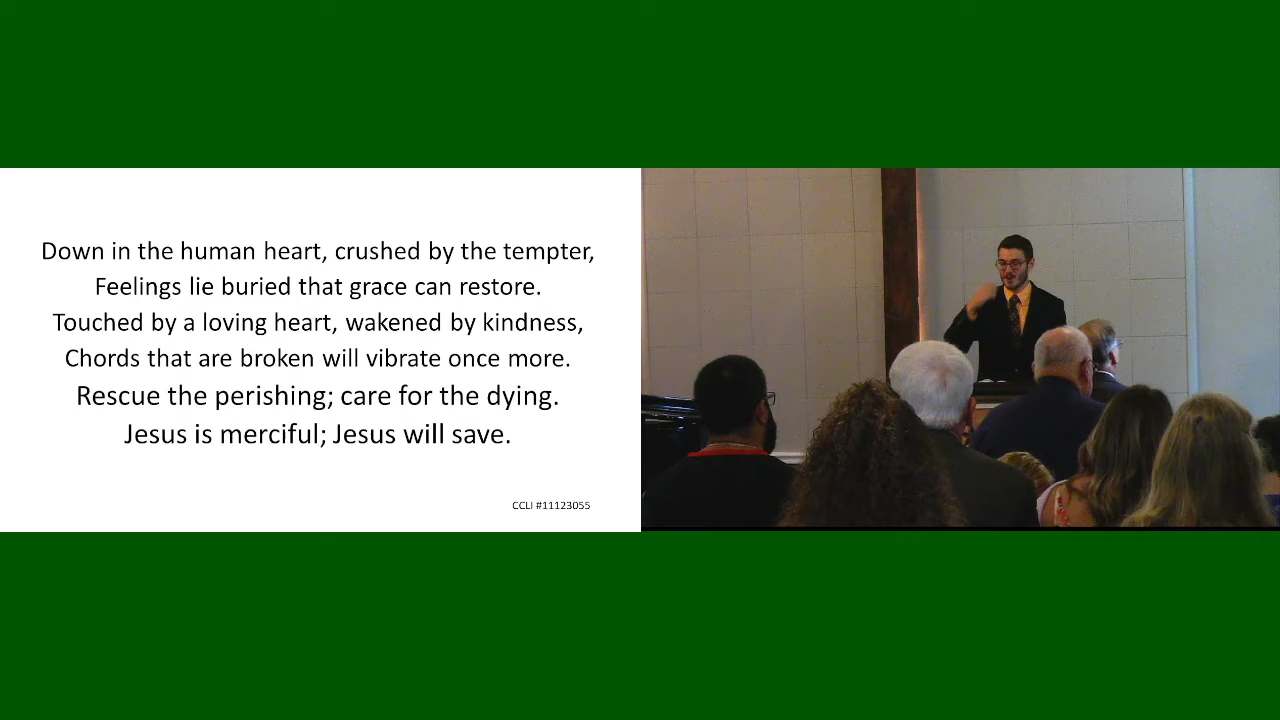 Down in the human heart, crushed by the tempter,
Feelings lie buried that grace can restore.
Touched by a loving heart, wakened by kindness,
Chords that are broken will vibrate once more.
Rescue the perishing; care for the dying.
Jesus is merciful; Jesus will save.
CCLI #11123055